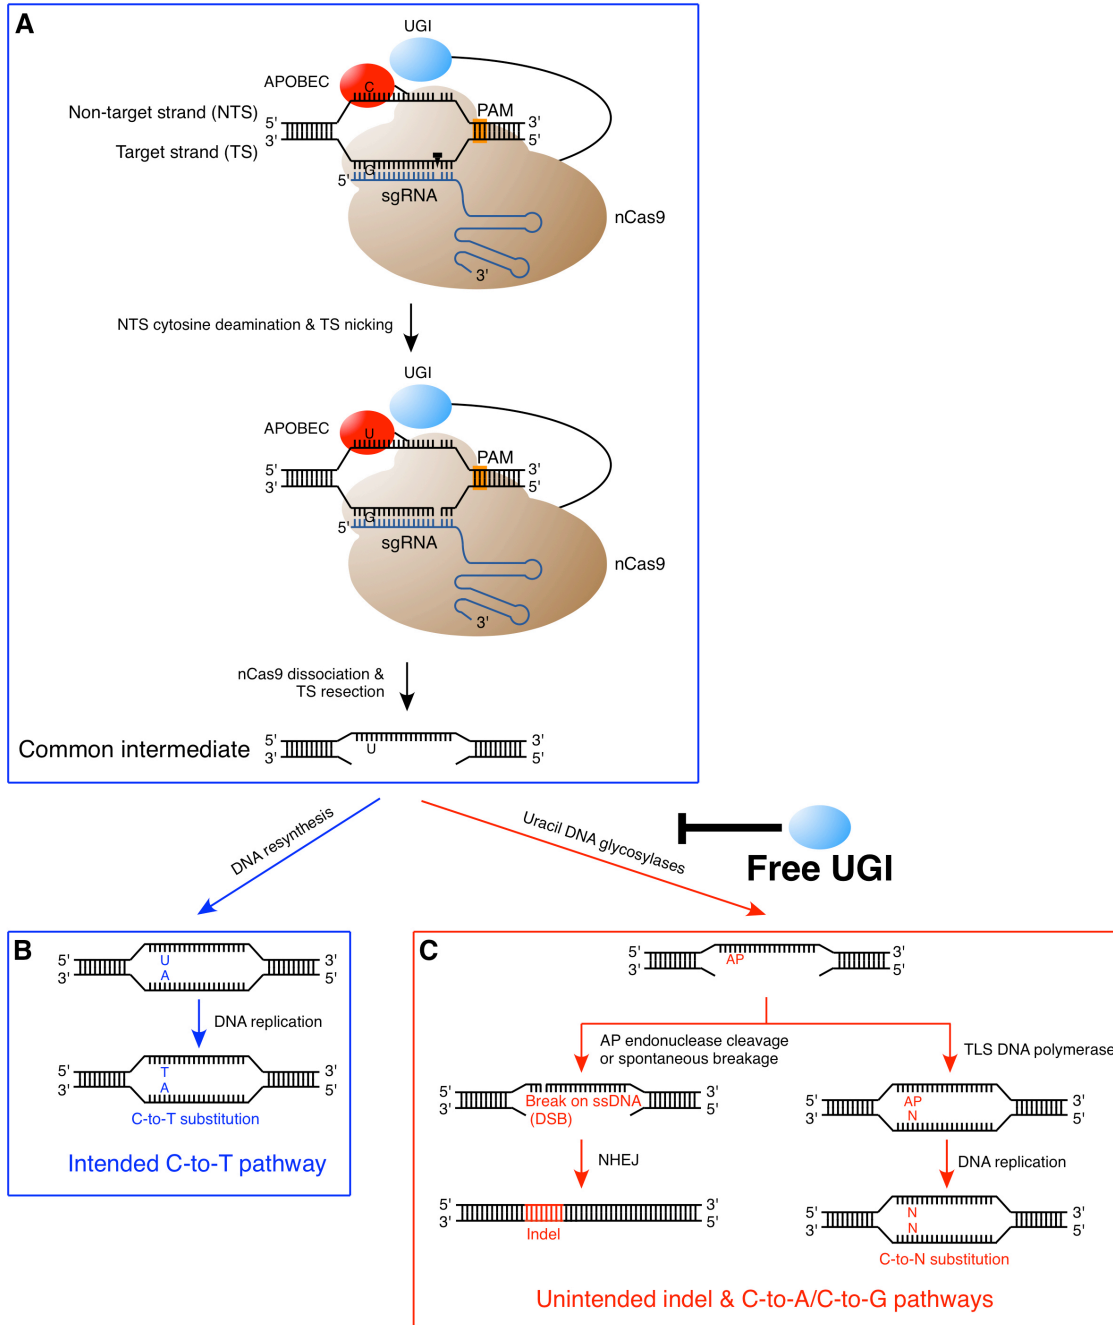 A
UGI
APOBEC
C
Non-target strand (NTS)
PAM
5'
3'
3'
5'
Target strand (TS)
G
5'
sgRNA
nCas9
3'
NTS cytosine deamination & TS nicking
UGI
APOBEC
U
PAM
5'
3'
3'
5'
G
5'
sgRNA
nCas9
3'
nCas9 dissociation &
TS resection
Common intermediate
5'
3'
3'
5'
U
DNA resynthesis
Uracil DNA glycosylases
Free UGI
B
5'
3'
U
A
3'
5'
DNA replication
5'
3'
T
A
3'
5'
C-to-T substitution
Intended C-to-T pathway
C
5'
3'
AP
3'
5'
AP endonuclease cleavage
or spontaneous breakage
TLS DNA polymerase
5'
3'
3'
5'
Break on ssDNA
(DSB)
5'
3'
AP
N
3'
5'
NHEJ
DNA replication
5'
3'
3'
5'
Indel
5'
3'
N
N
3'
5'
C-to-N substitution
Unintended indel & C-to-A/C-to-G pathways